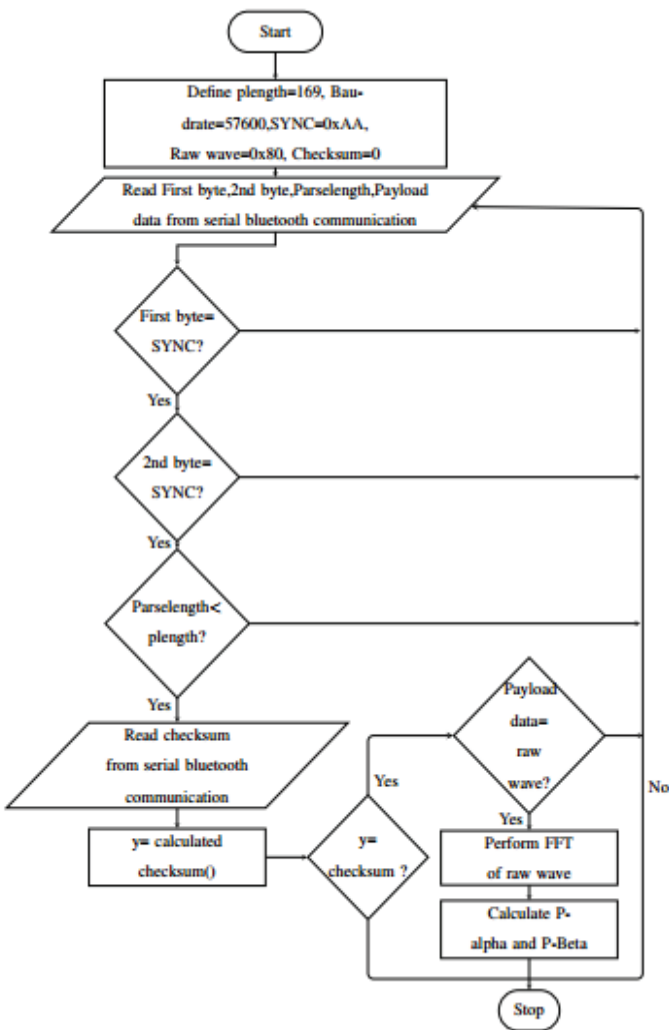 Start
Define plength=169, Bau-
drate=57600,SYNC=0xAA,
Raw wave=0x80, Checksum=0
Read First byte,2nd byte,Parselength,Payload
data from serial bluetooth communication
First byte=
SYNC?
Yes
2nd byte=
SYNC?
Yes
Parselength<
plength?
Yes
Read checksum
from serial bluetooth
communication
y= calculated
checksum()
y=
checksum ?
Yes
Payload
data=
raw
wave?
No
Yes
Perform FFT
of raw wave
Calculate P-
alpha and P-Beta
Stop